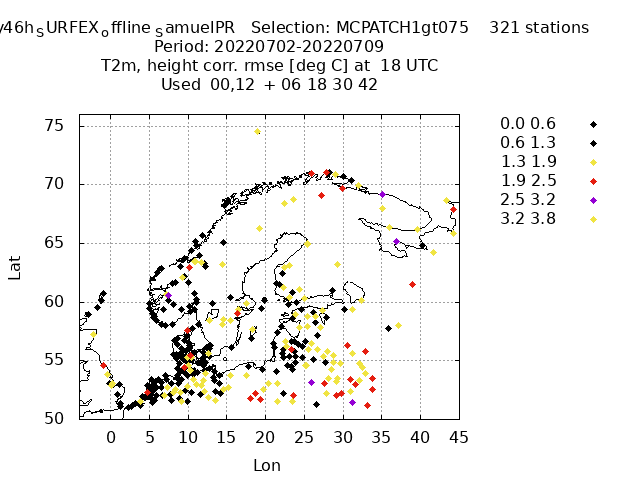 y46h_SURFEX_offline_SamuelPR Selection: MCPATCH1gt075 321 stations
Period: 20220702-20220709
T2m, height corr. rmse [deg C] at 18 UTC
Used 00,12 + 06 18 30 42
0.0 0.6
0.6 1.3
1.3 1.9
1.9 2.5
2.5 3.2
3.2 3.8
75
70
65
60
55
50
Lat
0 5 10 15 20 25 30 35 40 45
Lon